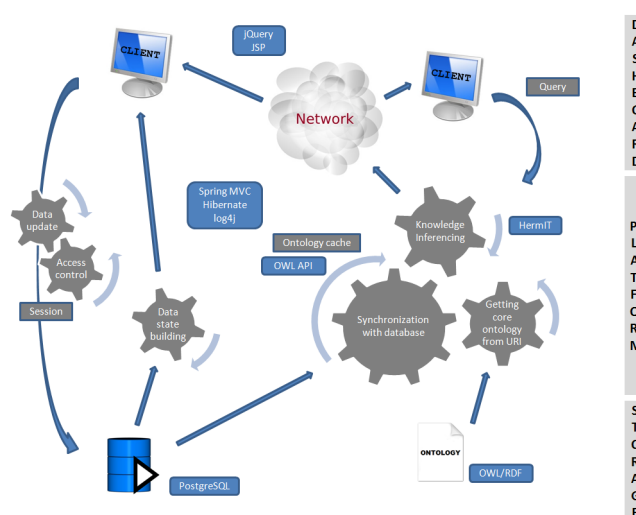 jQuery
JSP
CLIENT
CLIENT
Query
Network
Spring MVC
Hibernate
log4j
Knowledge
Inferencing
HermIT
Data
update
Access
control
Ontology cache
OWL API
Session
Data
state
building
Synchronization
with database
Getting
core
ontology
from URI
ONTOLOGY
OWL/RDF
PostgreSQL
D
A
S
H
B
O
A
R
D
P
L
A
T
F
O
R
M
S
T
O
R
A
G
E